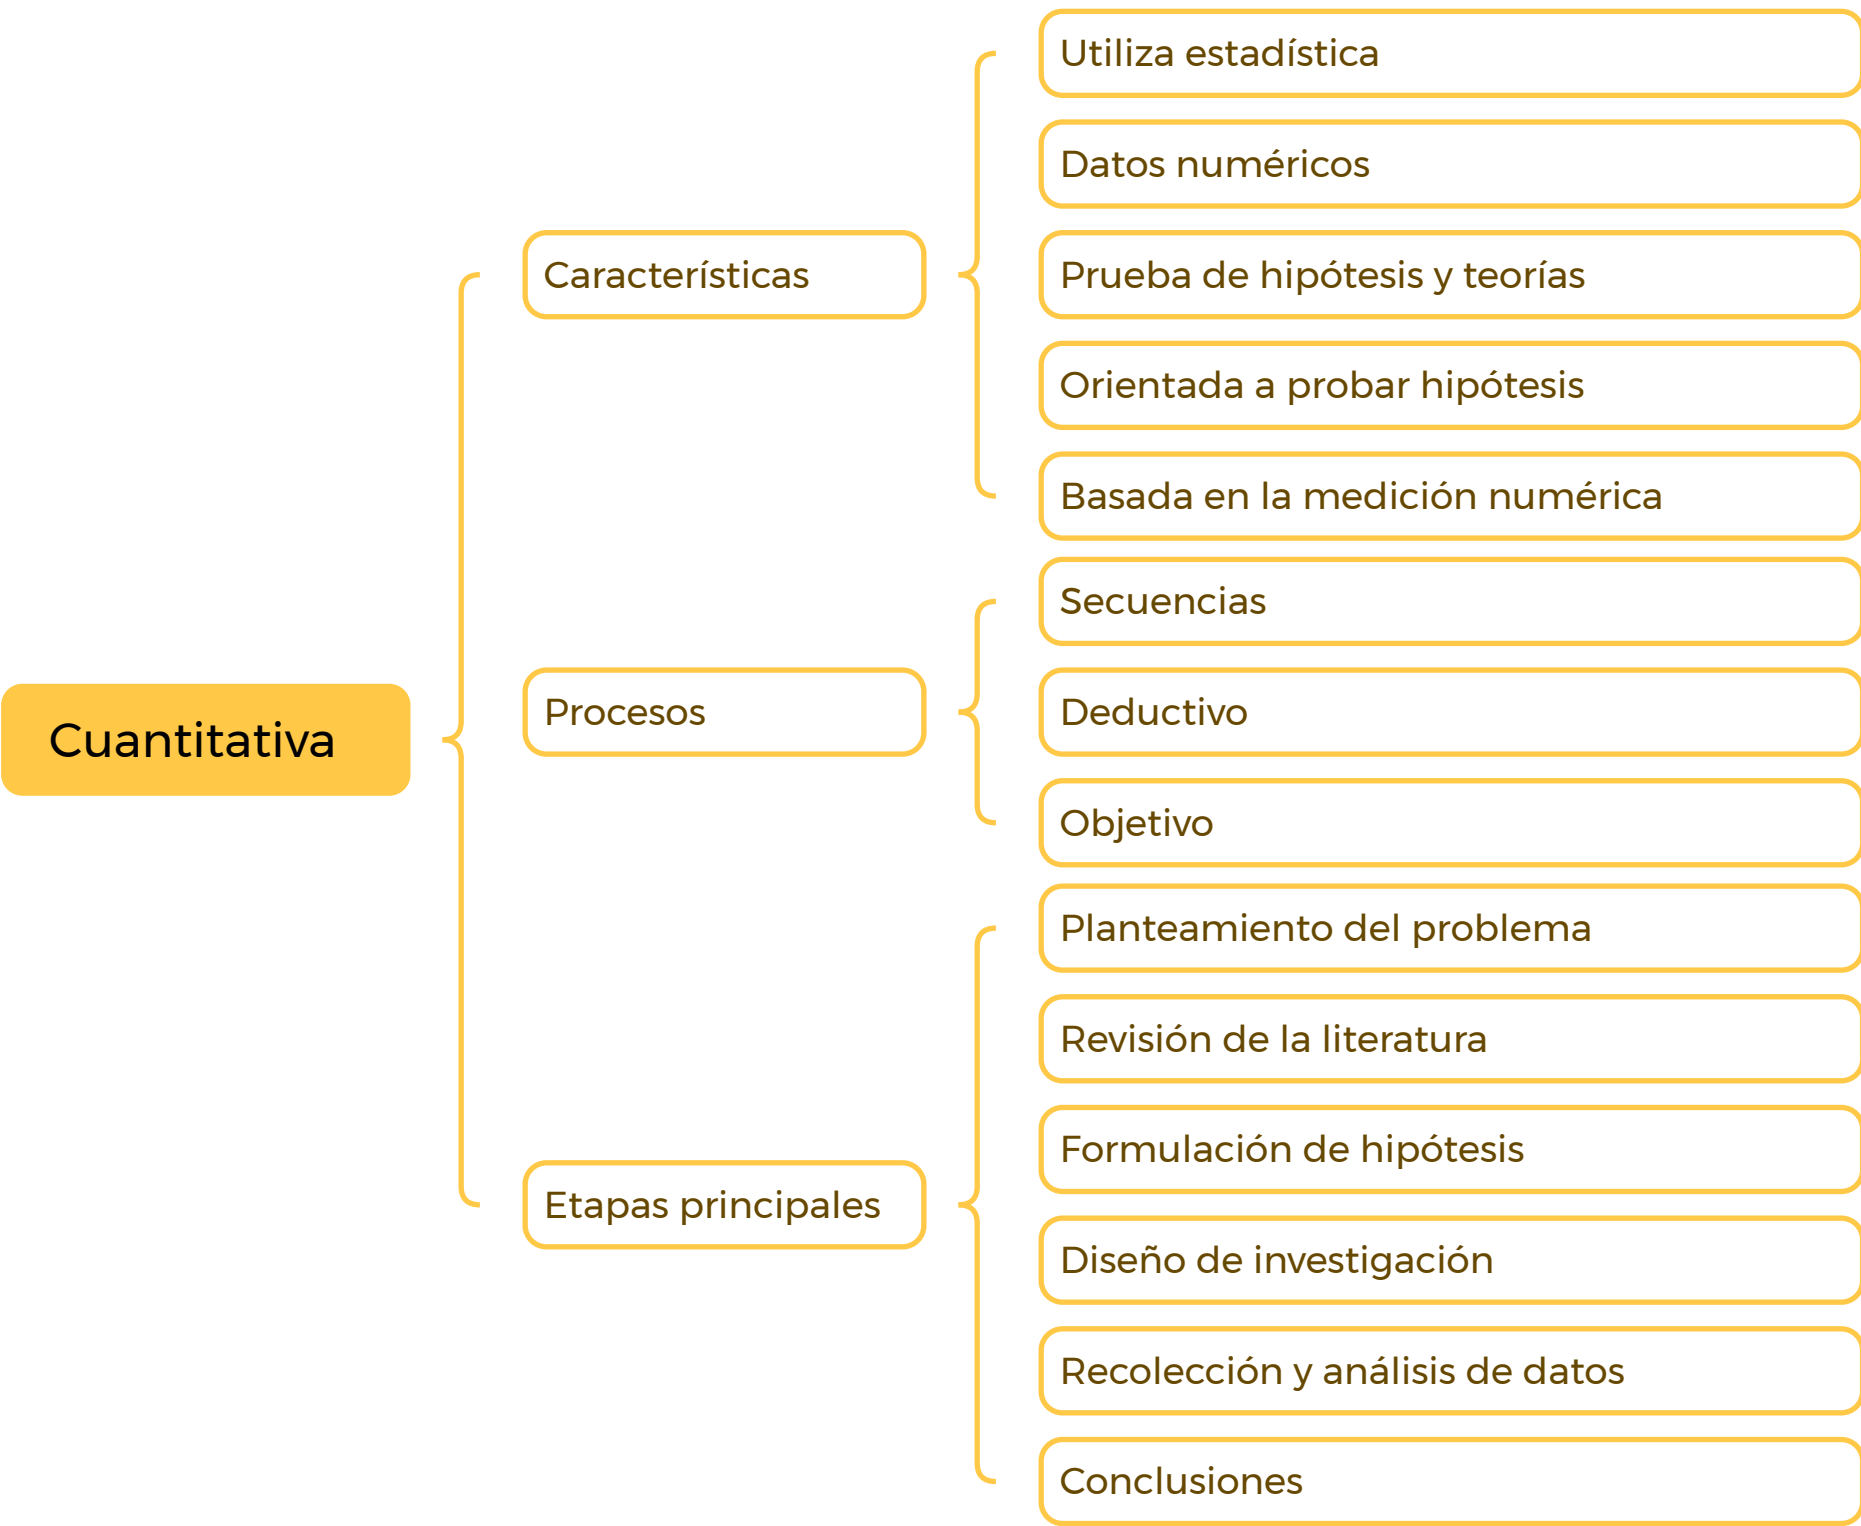 Cuantitativa
Características
Utiliza estadística
Datos numéricos
Prueba de hipótesis y teorías
Orientada a probar hipótesis
Basada en la medición numérica
Procesos
Secuencias
Deductivo
Objetivo
Etapas principales
Planteamiento del problema
Revisión de la literatura
Formulación de hipótesis
Diseño de investigación
Recolección y análisis de datos
Conclusiones